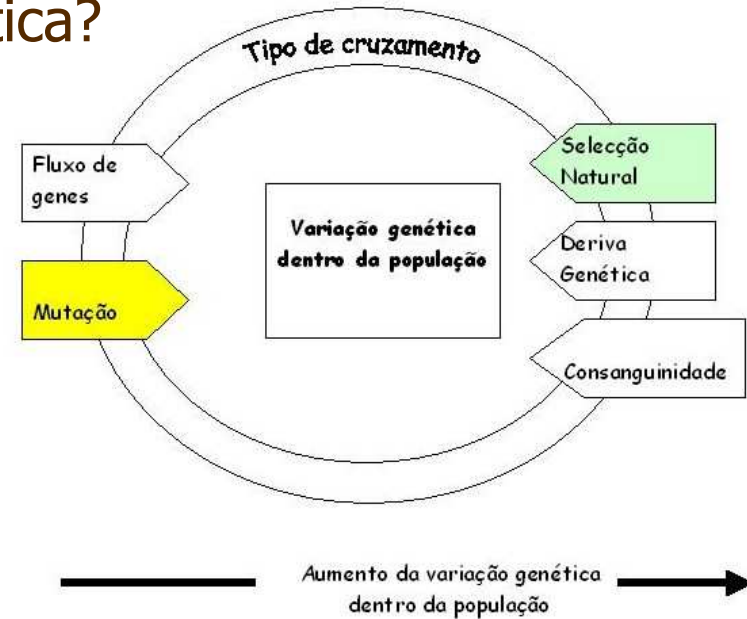 tica?
Tipo de cruzamento
Fluxo de
genes
Mutação
Variação genética
dentro da população
Selecção
Natural
Deriva
Genética
Consanguinidade
Aumento da variação genética
dentro da população